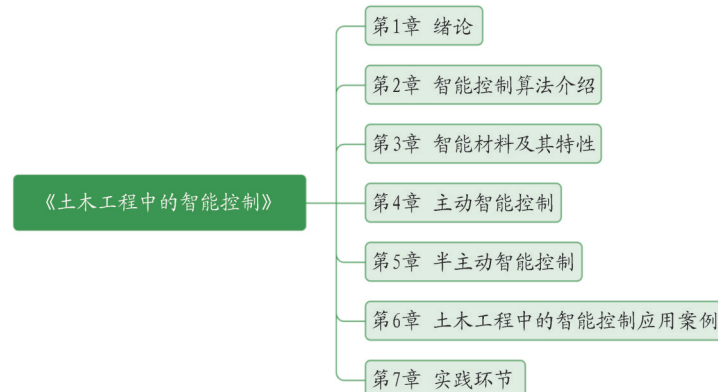 第1章 绪论
第2章 智能控制算法介绍
第3章 智能材料及其特性
《土木工程中的智能控制》
第4章 主动智能控制
第5章 半主动智能控制
第6章 土木工程中的智能控制应用案例
第7章 实践环节